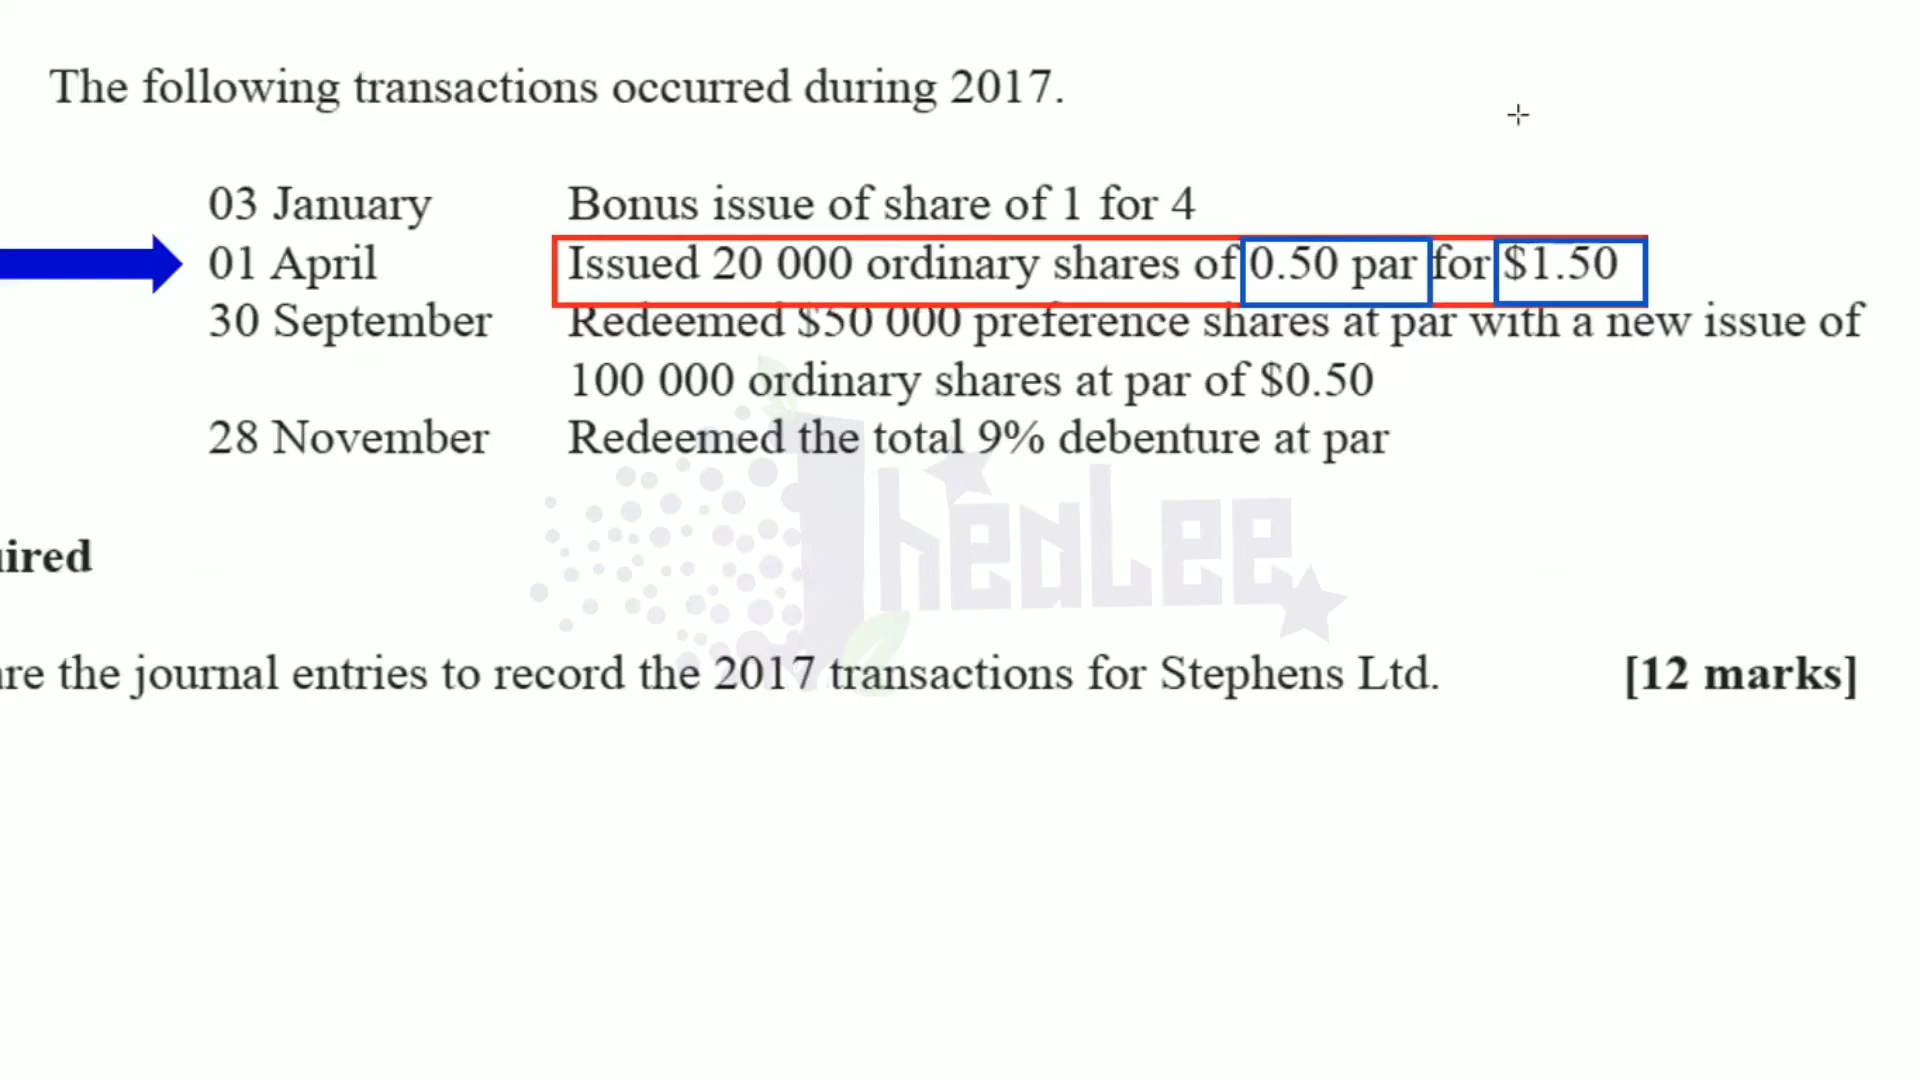 The following transactions occurred during 2017.
03 January Bonus issue of share of 1 for 4
01 April Issued 20 000 ordinary shares of 0.50 par for $1.50
30 September Redeemed $50 000 preference shares at par with a new issue of
100 000 ordinary shares at par of $0.50
28 November Redeemed the total 9% debenture at par
TheaLee
ired
re the journal entries to record the 2017 transactions for Stephens Ltd. [12 marks]